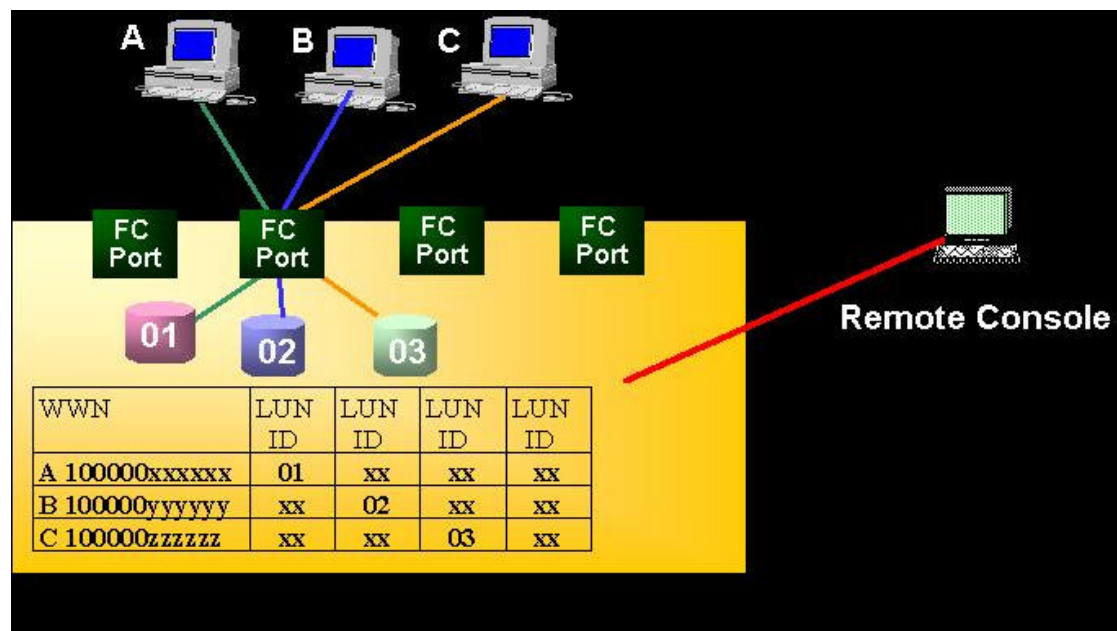 A B C
FC Port FC Port FC Port FC Port
01 02 03
Remote Console
WWN LUN ID LUN ID LUN ID LUN ID
A 100000xxxxxx 01 xx xx xx
B 100000yyyyyy xx 02 xx xx
C 100000zzzzzz xx xx 03 xx